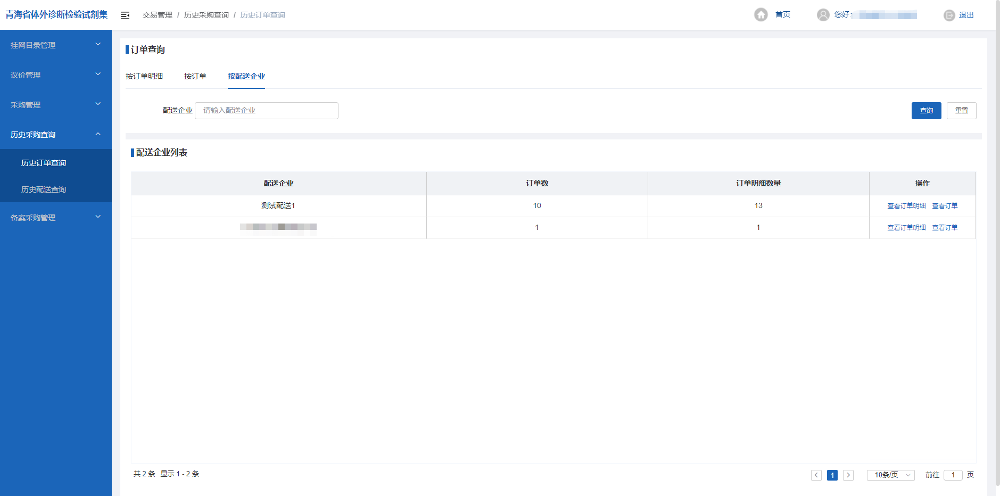 青海省体外诊断检验试剂集
交易管理 / 历史采购查询 / 历史订单查询
首页
您好:
退出
挂网目录管理
议价管理
采购管理
历史采购查询
历史订单查询
历史配送查询
备案采购管理
订单查询
按订单明细 按订单 按配送企业
配送企业 请输入配送企业 查询 重置
配送企业列表
配送企业 订单数 订单明细数量 操作
测试配送1 10 13 查看订单明细 查看订单
1 1 查看订单明细 查看订单
共 2 条 显示 1 - 2 条
1 10条/页 前往 1 页